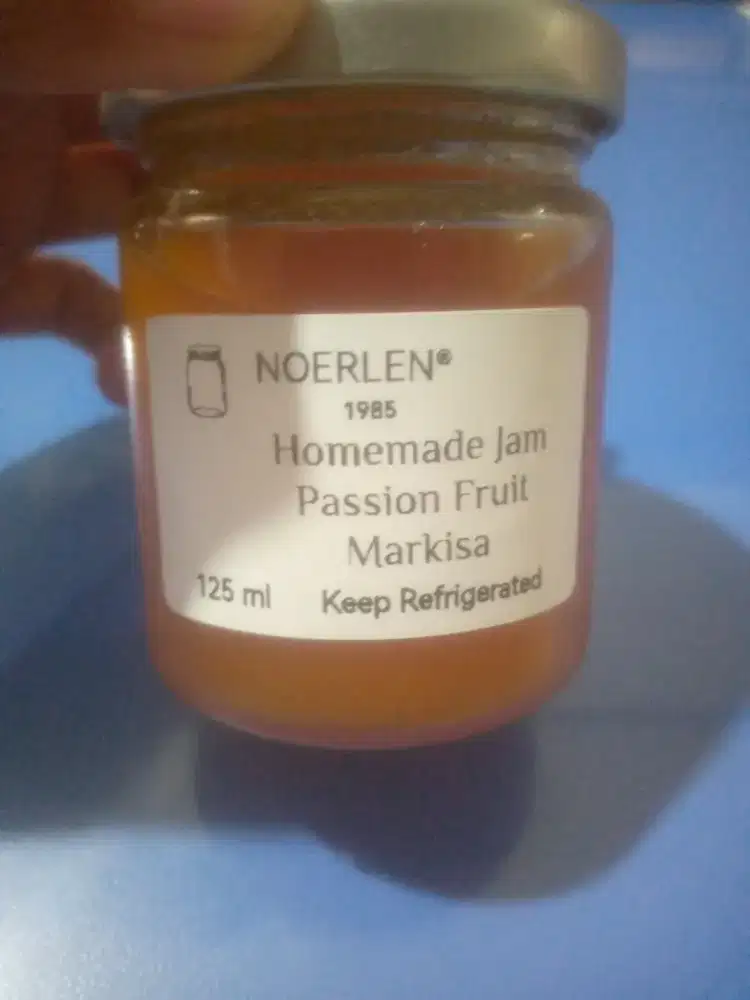 NOERLEN®
1985
Homemade Jam
Passion Fruit
Markisa
125 ml Keep Refrigerated